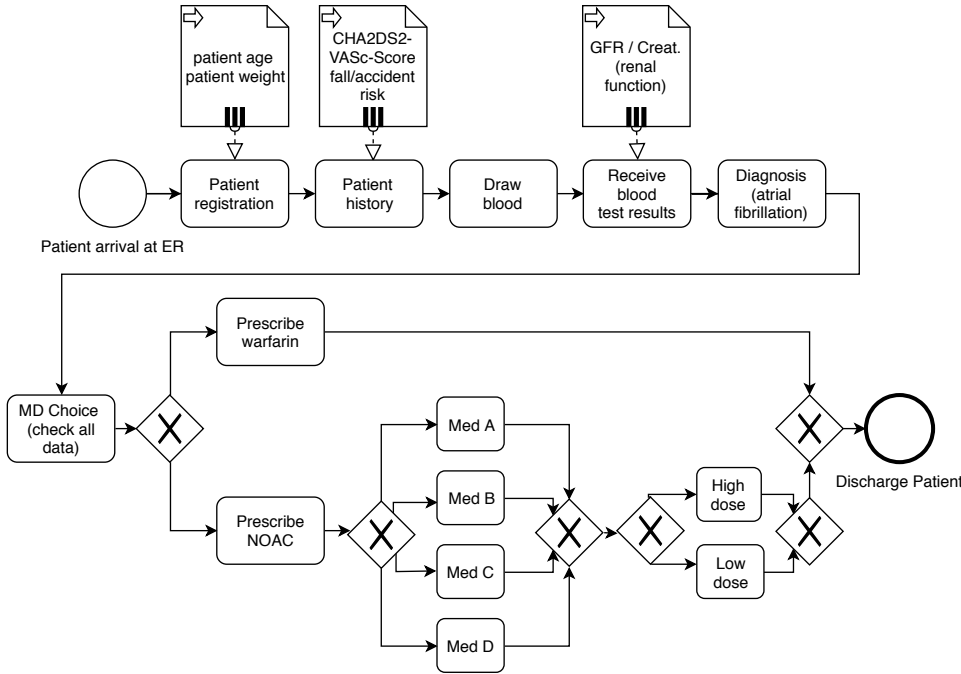 patient age
patient weight
CHA2DS2-
VASc-Score
fall/accident
risk
GFR / Creat.
(renal
function)
Patient
registration
Patient
history
Draw
blood
Receive
blood
test results
Diagnosis
(atrial
fibrillation)
Patient arrival at ER
Prescribe
warfarin
MD Choice
(check all
data)
Med A
Med B
Med C
Med D
Prescribe
NOAC
High
dose
Low
dose
Discharge Patient